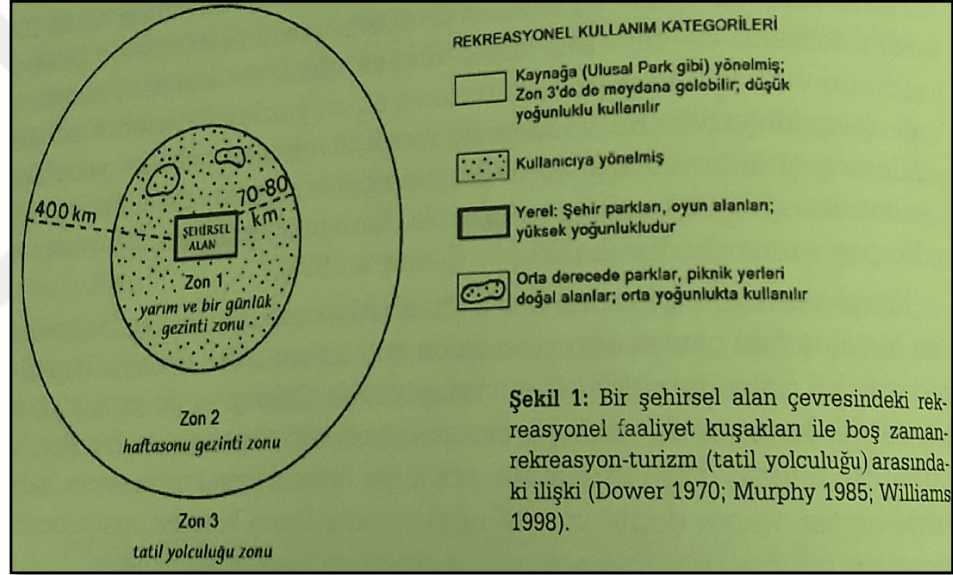 400 km
70-80
km
ŞEHİRSEL
ALAN
Zon 1
yarım ve bir günlük
gezinti zonu
Zon 2
haftasonu gezinti zonu
Zon 3
tatil yolculuğu zonu
REKREASYONEL KULLANIM KATEGORİLERİ
Kaynağa (Ulusal Park gibi) yönelmiş;
Zon 3'de de meydana gelebilir; düşük
yoğunluklu kullanılır
Kullanıcıya yönelmiş
Yerel: Şehir parkları, oyun alanları;
yüksek yoğunlukludur
Orta derecede parklar, piknik yerleri
doğal alanlar; orta yoğunlukta kullanılır
Şekil 1: Bir şehirsel alan çevresindeki rek-
reasyonel faaliyet kuşakları ile boş zaman-
rekreasyon-turizm (tatil yolculuğu) arasında-
ki ilişki (Dower 1970; Murphy 1985; Williams
1998).